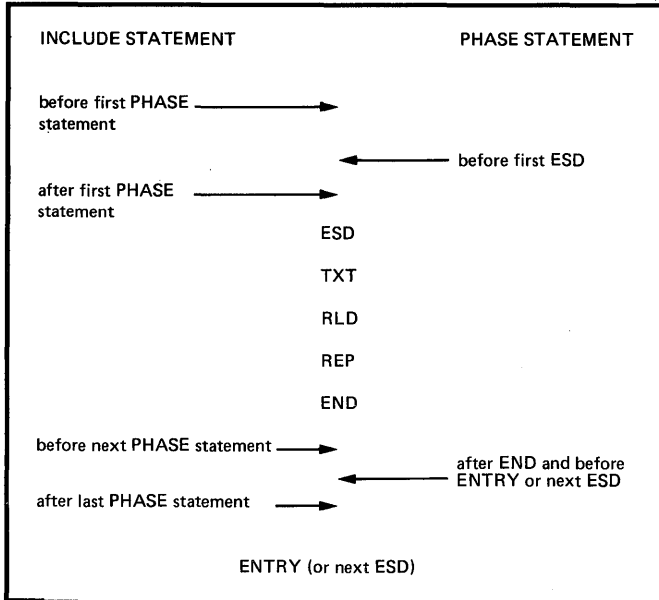 INCLUDE STATEMENT
PHASE STATEMENT
before first PHASE
statement
before first ESD
after first PHASE
statement
ESD
TXT
RLD
REP
END
before next PHASE statement
after END and before
ENTRY or next ESD
after last PHASE statement
ENTRY (or next ESD)